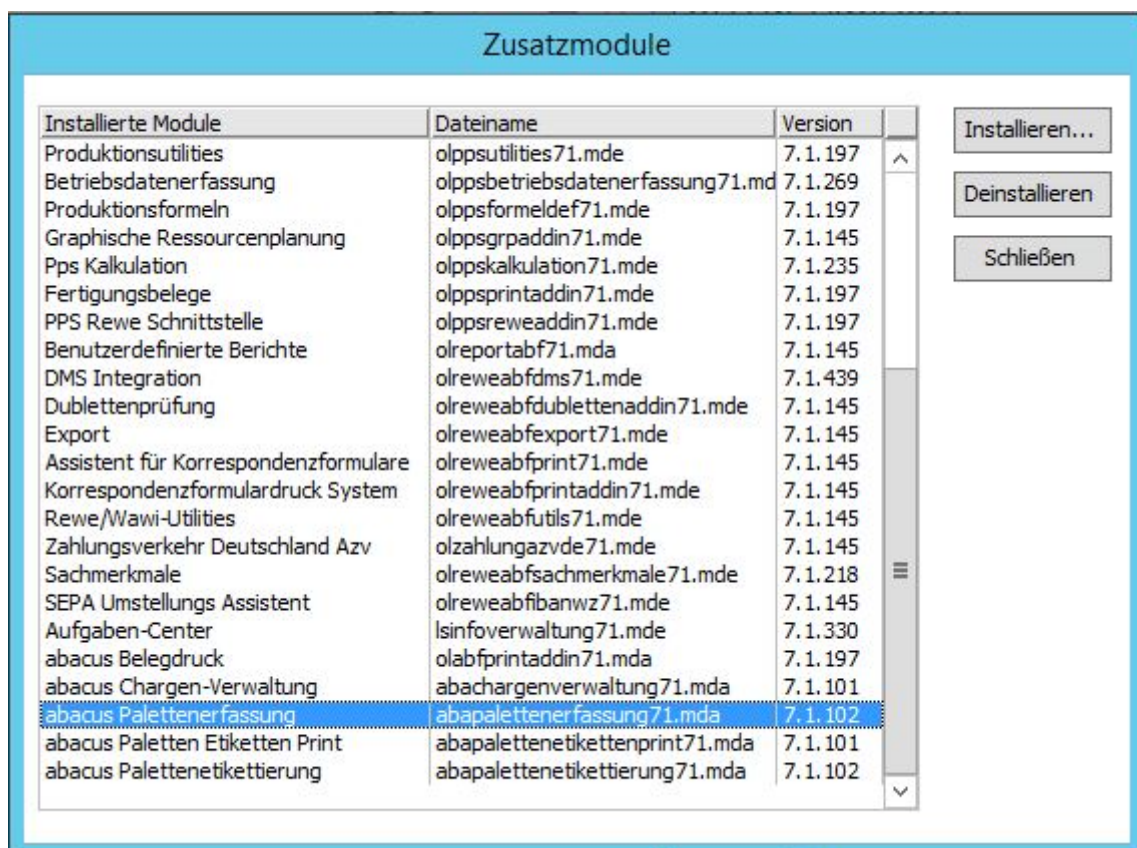 Zusatzmodule
Installierte Module Dateiname Version
Produktionsutilities olppsutilities71.mde 7.1.197
Betriebsdatenerfassung olppsbetriebsdatenerfassung71.md 7.1.269
Produktionsformeln olppsformeldef71.mde 7.1.197
Graphische Ressourcenplanung olppsgrpaddin71.mde 7.1.145
Pps Kalkulation olppskalkulation71.mde 7.1.235
Fertigungsbelege olppsprintaddin71.mde 7.1.197
PPS Rewe Schnittstelle olppsreweaddin71.mde 7.1.197
Benutzerdefinierte Berichte olreportabf71.mda 7.1.145
DMS Integration olreweabfdms71.mde 7.1.439
Dublettenprüfung olreweabfdublettenaddin71.mde 7.1.145
Export olreweabfexport71.mde 7.1.145
Assistent für Korrespondenzformulare olreweabfprint71.mde 7.1.145
Korrespondenzformulardruck System olreweabfprintaddin71.mde 7.1.145
Rewe/Wawi-Utilities olreweabfutils71.mde 7.1.145
Zahlungsverkehr Deutschland Azv olzahlungazvde71.mde 7.1.145
Sachmerkmale olreweabfsachmerkmale71.mde 7.1.218
SEPA Umstellungs Assistent olreweabfibanwz71.mde 7.1.145
Aufgaben-Center lsinfoverwaltung71.mde 7.1.330
abacus Belegdruck olabfprintaddin71.mda 7.1.197
abacus Chargen-Verwaltung abachargenverwaltung71.mda 7.1.101
abacus Palettenerfassung abapalettenerfassung71.mda 7.1.102
abacus Paletten Etiketten Print abapalettenetikettenprint71.mda 7.1.101
abacus Palettenetikettierung abapalettenetikettierung71.mda 7.1.102
Installieren...
Deinstallieren
Schließen